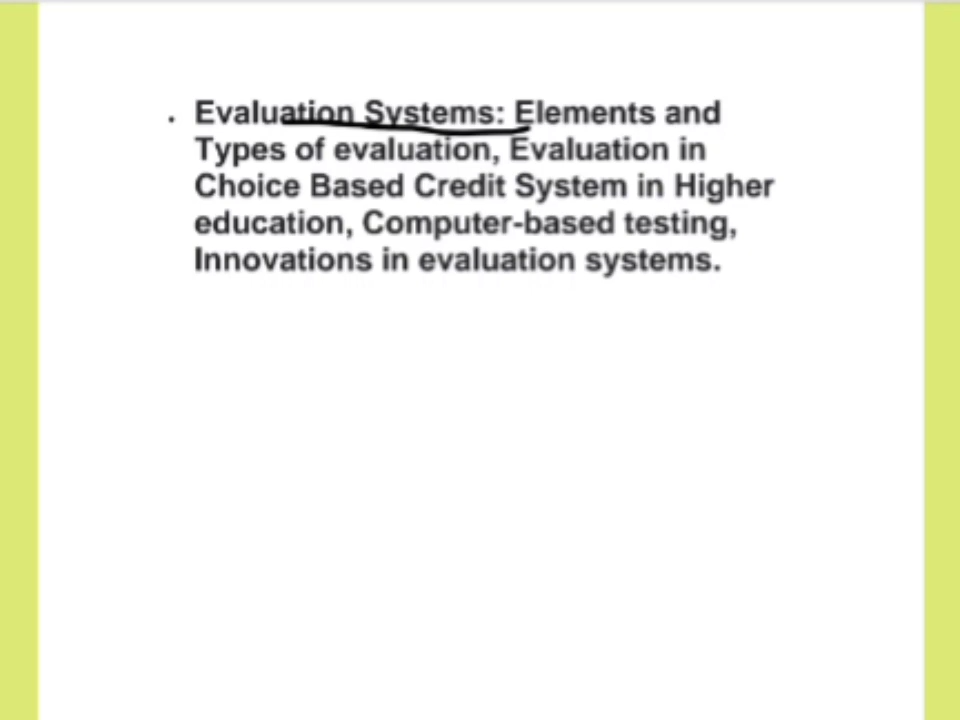 . Evaluation Systems: Elements and
Types of evaluation, Evaluation in
Choice Based Credit System in Higher
education, Computer-based testing,
Innovations in evaluation systems.